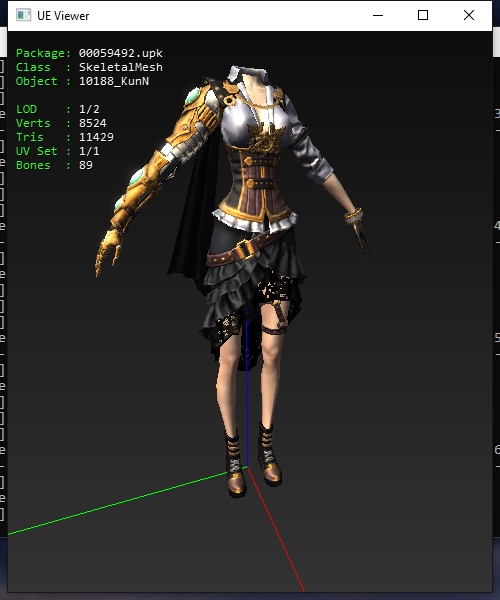 UE Viewer
Package: 00059492.upk
Class : SkeletalMesh
Object : 10188_KunN
LOD : 1/2
Verts : 8524
Tris : 11429
UV Set : 1/1
Bones : 89